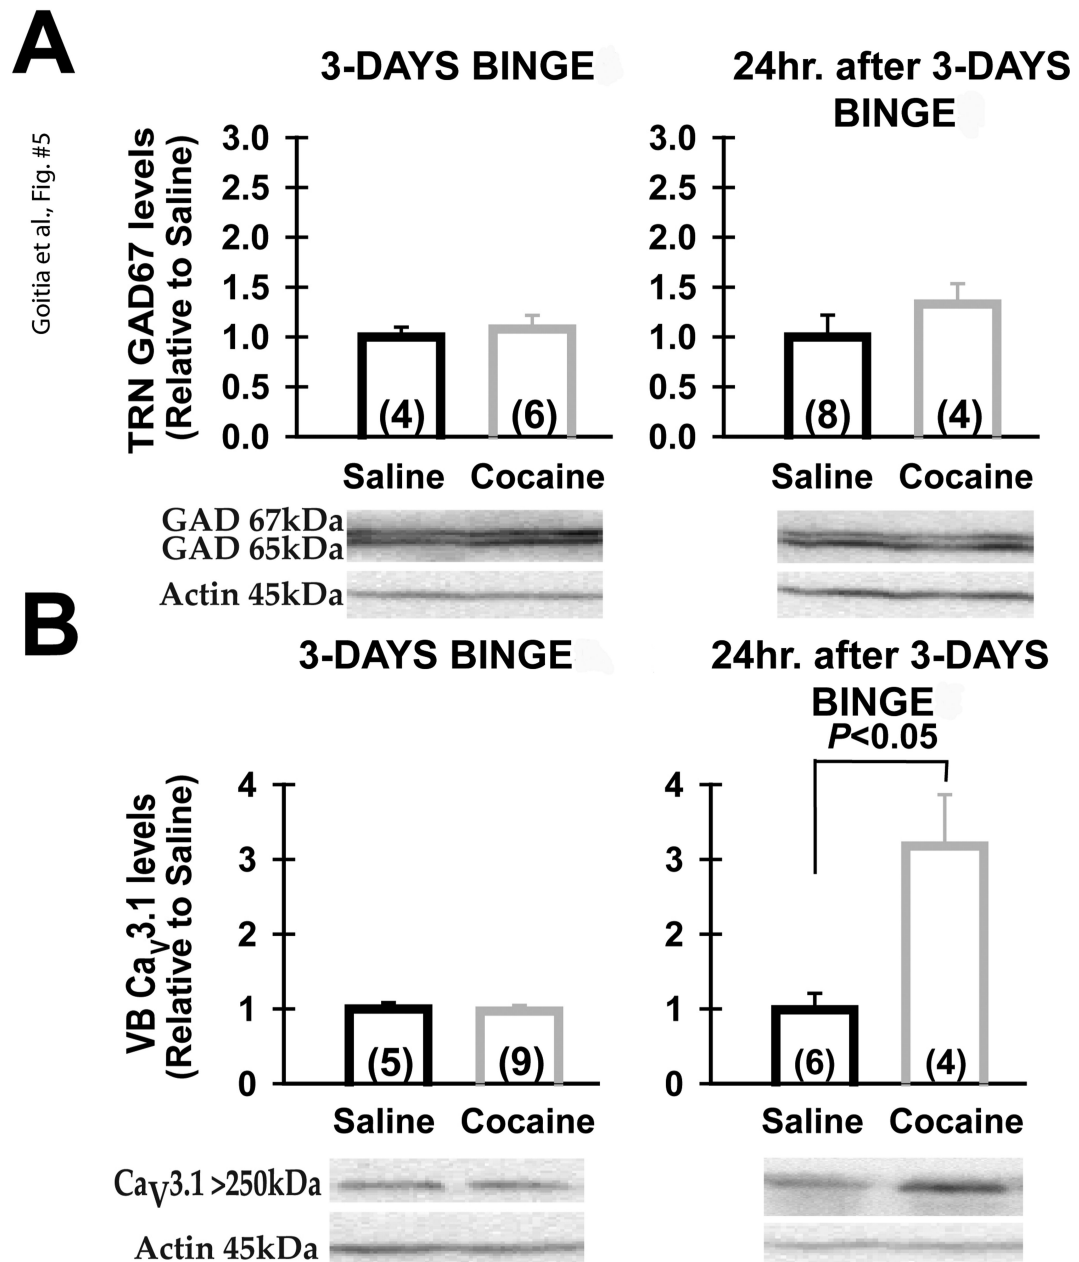 A
Goitia et al., Fig. #5
3-DAYS BINGE
24hr. after 3-DAYS
BINGE
TRN GAD67 levels
(Relative to Saline)
3.0
2.5
2.0
1.5
1.0
0.5
0.0
(4)
(6)
Saline
Cocaine
3.0
2.5
2.0
1.5
1.0
0.5
0.0
(8)
(4)
Saline
Cocaine
GAD 67kDa
GAD 65kDa
Actin 45kDa
B
3-DAYS BINGE
24hr. after 3-DAYS
BINGE
P<0.05
VB CaV3.1 levels
(Relative to Saline)
4
3
2
1
0
(5)
(9)
Saline
Cocaine
4
3
2
1
0
(6)
(4)
Saline
Cocaine
CaV3.1 >250kDa
Actin 45kDa